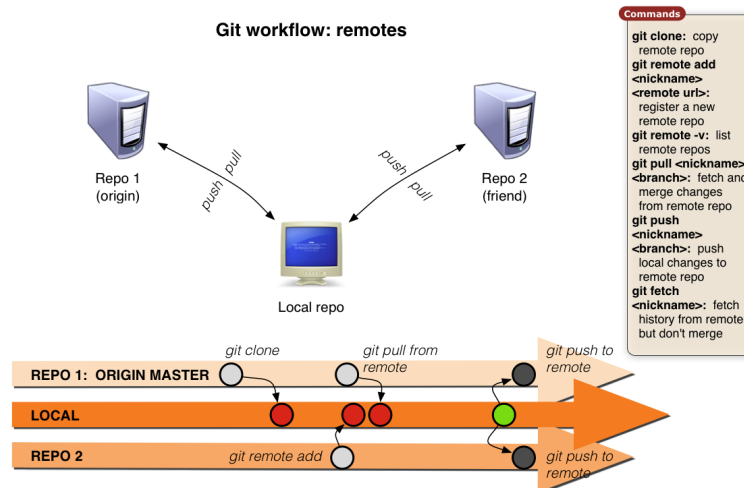 Git workflow: remotes
Commands
git clone: copy
remote repo
git remote add
<nickname>
<remote url>:
register a new
remote repo
git remote -v: list
remote repos
git pull <nickname>
<branch>: fetch and
merge changes
from remote repo
git push
<nickname>
<branch>: push
local changes to
remote repo
git fetch
<nickname>: fetch
history from remote
but don't merge
Repo 1
(origin)
push pull
push pull
Repo 2
(friend)
Local repo
git clone
git pull from
remote
git push to
remote
REPO 1: ORIGIN MASTER
LOCAL
REPO 2
git remote add
git push to
remote